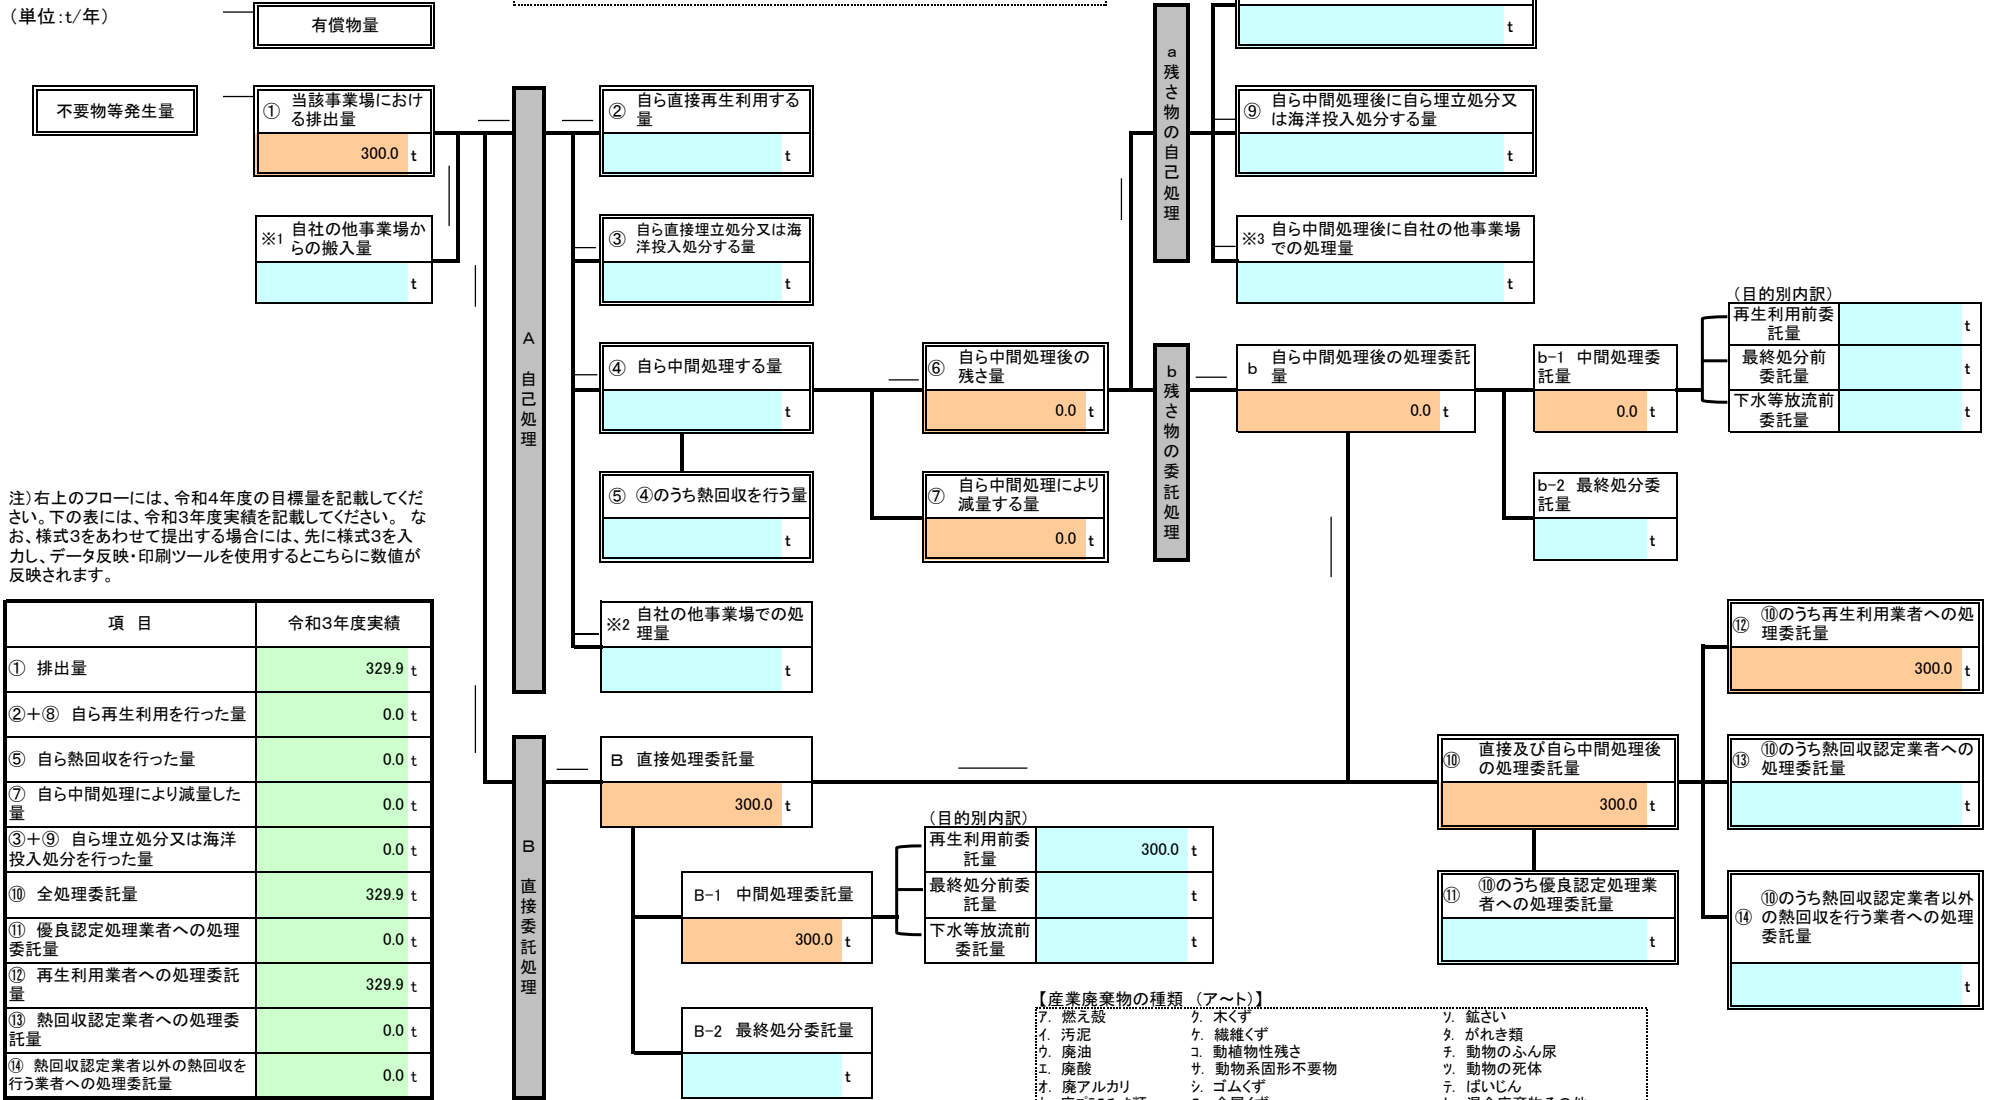 （単位:t/年）
有償物量
t
不要物等発生量
① 当該事業場におけ
る排出量
300.0 t
※1 自社の他事業場か
らの搬入量
t
A 自己処理
② 自ら直接再生利用する
量
t
③ 自ら直接埋立処分又は海
洋投入処分する量
t
④ 自ら中間処理する量
t
⑤ ④のうち熱回収を行う量
t
※2 自社の他事業場での処
理量
t
⑥ 自ら中間処理後の
残さ量
0.0 t
⑦ 自ら中間処理により
減量する量
0.0 t
a 残さ物の自己処理
⑨ 自ら中間処理後に自ら埋立処分又
は海洋投入処分する量
t
※3 自ら中間処理後に自社の他事業場
での処理量
t
b 残さ物の委託処理
b 自ら中間処理後の処理委託
量
0.0 t
b-1 中間処理委
託量
0.0 t
（目的別内訳）
再生利用前委
託量
t
最終処分前
委託量
t
下水等放流前
委託量
t
b-2 最終処分委
託量
t
注）右上のフローには、令和4年度の目標量を記載してくだ
さい。下の表には、令和3年度実績を記載してください。 な
お、様式3をあわせて提出する場合には、先に様式3を入
力し、データ反映・印刷ツールを使用するとこちらに数値が
反映されます。
項 目 令和3年度実績
① 排出量 329.9 t
②＋⑧ 自ら再生利用を行った量 0.0 t
⑤ 自ら熱回収を行った量 0.0 t
⑦ 自ら中間処理により減量した
量 0.0 t
③＋⑨ 自ら埋立処分又は海洋
投入処分を行った量 0.0 t
⑩ 全処理委託量 329.9 t
⑪ 優良認定処理業者への処理
委託量 0.0 t
⑫ 再生利用業者への処理委託
量 329.9 t
⑬ 熱回収認定業者への処理委
託量 0.0 t
⑭ 熱回収認定業者以外の熱回収を
行う業者への処理委託量 0.0 t
B 直接委託処理
B 直接処理委託量
300.0 t
B-1 中間処理委託量
300.0 t
B-2 最終処分委託量
t
（目的別内訳）
再生利用前委
託量
300.0 t
最終処分前委
託量
t
下水等放流前
委託量
t
⑩ 直接及び自ら中間処理後
の処理委託量
300.0 t
⑪ ⑩のうち優良認定処理業
者への処理委託量
t
⑫ ⑩のうち再生利用業者への処
理委託量
300.0 t
⑬ ⑩のうち熱回収認定業者への
処理委託量
t
⑭ ⑩のうち熱回収認定業者以外
の熱回収を行う業者への処理
委託量
t
【産業廃棄物の種類 （ア～ト）】
ア. 燃え殻 ク. 木くず ソ. 鉱さい
イ. 汚泥 ケ. 繊維くず タ. がれき類
ウ. 廃油 コ. 動植物性残さ チ. 動物のふん尿
エ. 廃酸 サ. 動物系固形不要物 ツ. 動物の死体
オ. 廃アルカリ シ. ゴムくず テ. ばいじん